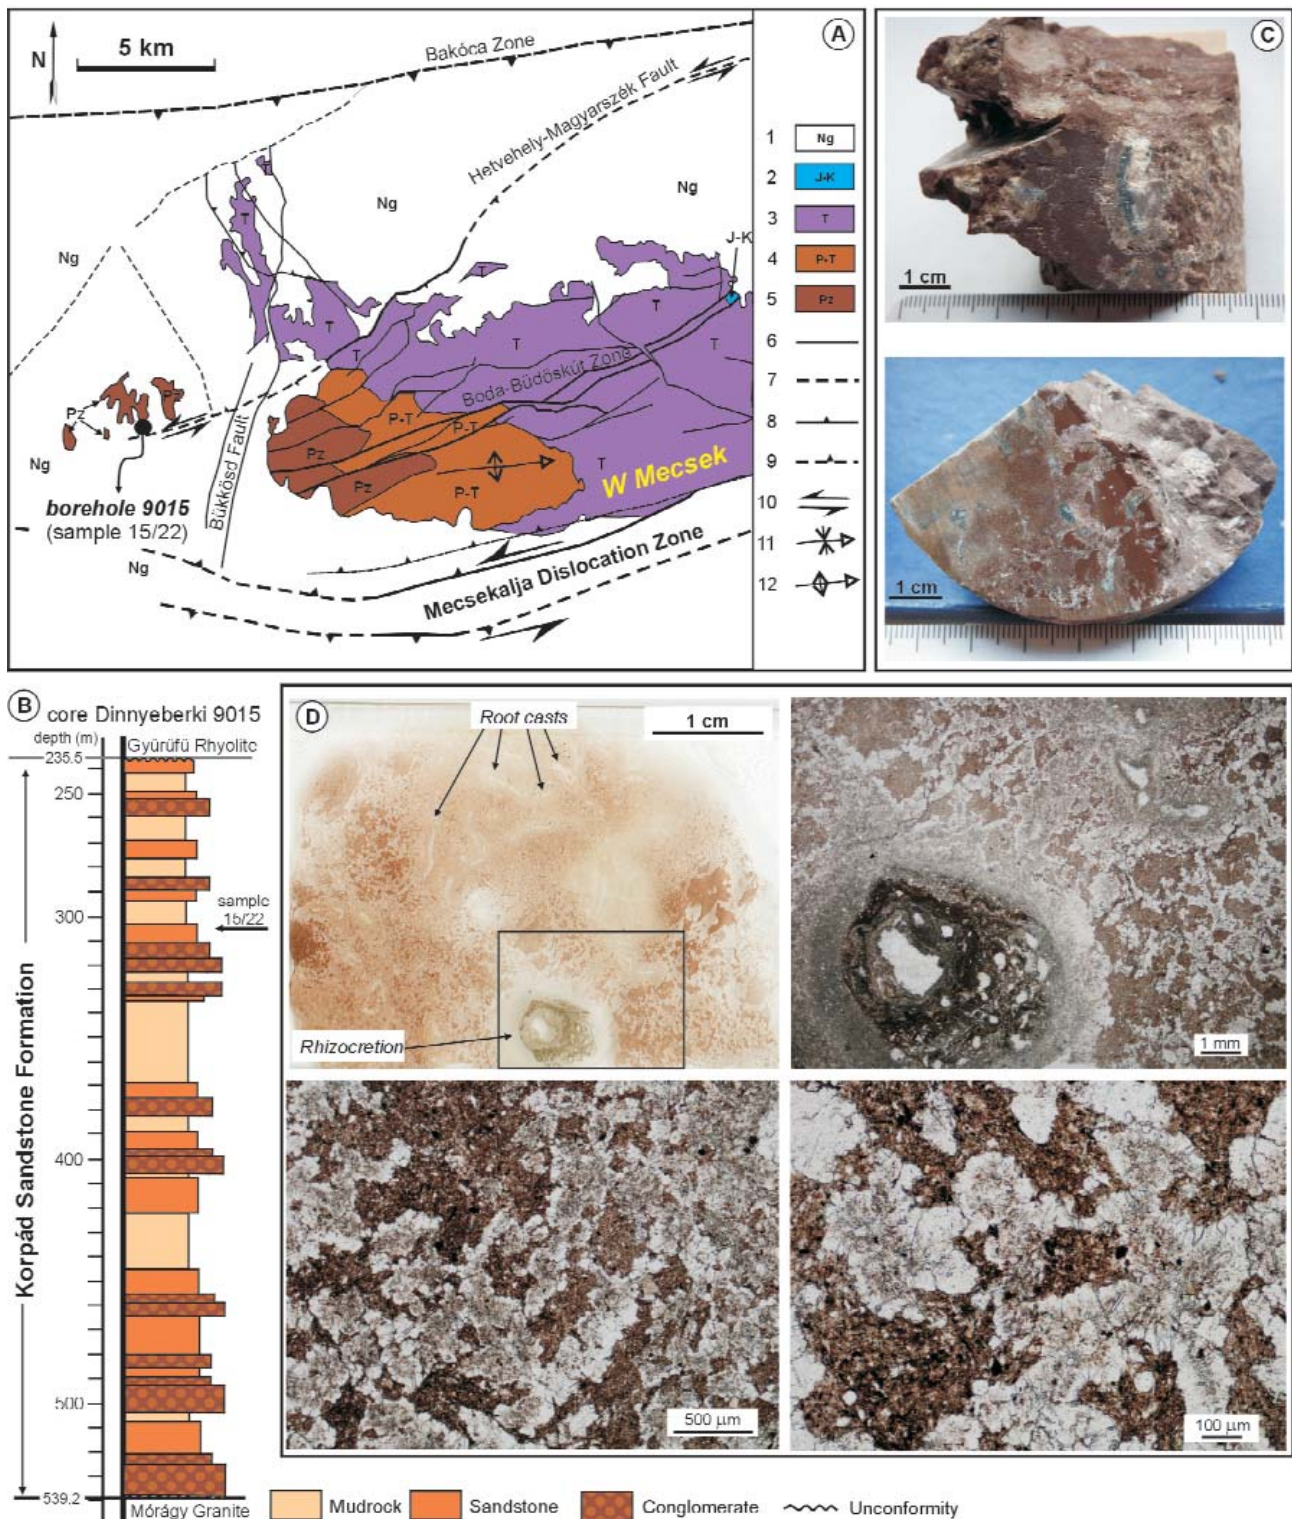 A
N
5 km
Bakóca Zone
Hetvehely-Magyarszék Fault
Ng
Ng
Ng
J-K
T
T
T
T
T
T
T
T
T
Boda-Büdöskút Zone
Pz
Pz
P-T
P-T
Pz
Pz
P-T
T
W Mecsek
Ng
Bükkösd Fault
borehole 9015
(sample 15/22)
Ng
Mecsekalja Dislocation Zone
1 Ng
2 J-K
3 T
4 P-T
5 Pz
6
7
8
9
10
11
12
C
1 cm
1 cm
B
core Dinnyeberki 9015
depth (m)
Gyűrűfű Rhyolite
235.5
250
300
400
500
539.2
sample
15/22
Korpád Sandstone Formation
Mórágy Granite
D
Root casts
1 cm
Rhizocretion
1 mm
500 µm
100 µm
Mudrock
Sandstone
Conglomerate
Unconformity